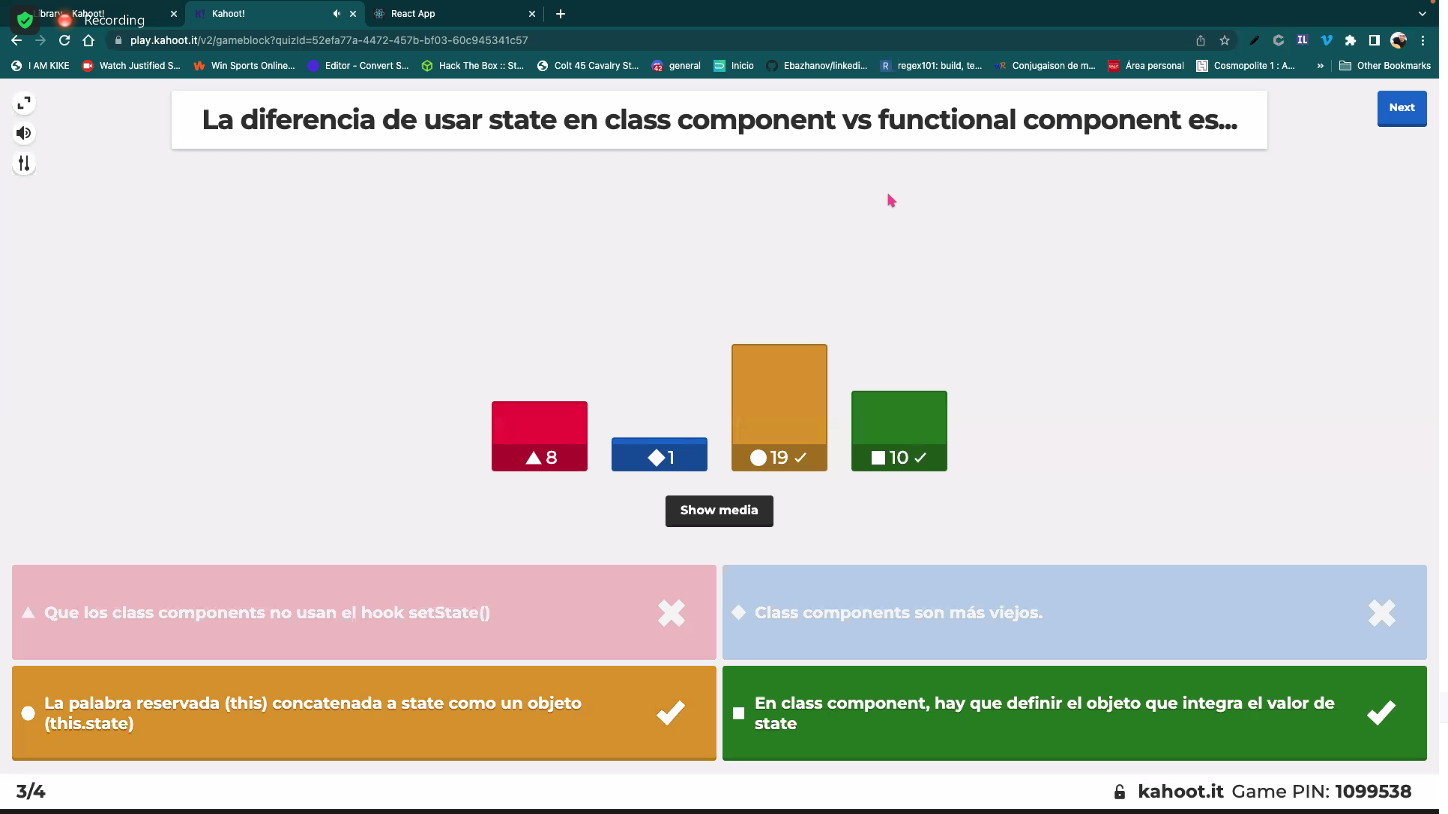 Library Kahoot!
Recording
Kahoot!
React App
play.kahoot.it/v2/gameblock?quizId=52efa77a-4472-457b-bf03-60c945341c57
I AM KIKE
Watch Justified S...
Win Sports Online...
Editor - Convert S...
Hack The Box :: St...
Colt 45 Cavalry St...
general
Inicio
Ebazhanov/linkedi...
regex101: build, te...
Conjugaison de m...
Área personal
Cosmopolite 1 : A...
»
Other Bookmarks
La diferencia de usar state en class component vs functional component es...
Next
8
1
19
10
Show media
Que los class components no usan el hook setState()
Class components son más viejos.
La palabra reservada (this) concatenada a state como un objeto
(this.state)
En class component, hay que definir el objeto que integra el valor de
state
3/4
kahoot.it Game PIN: 1099538